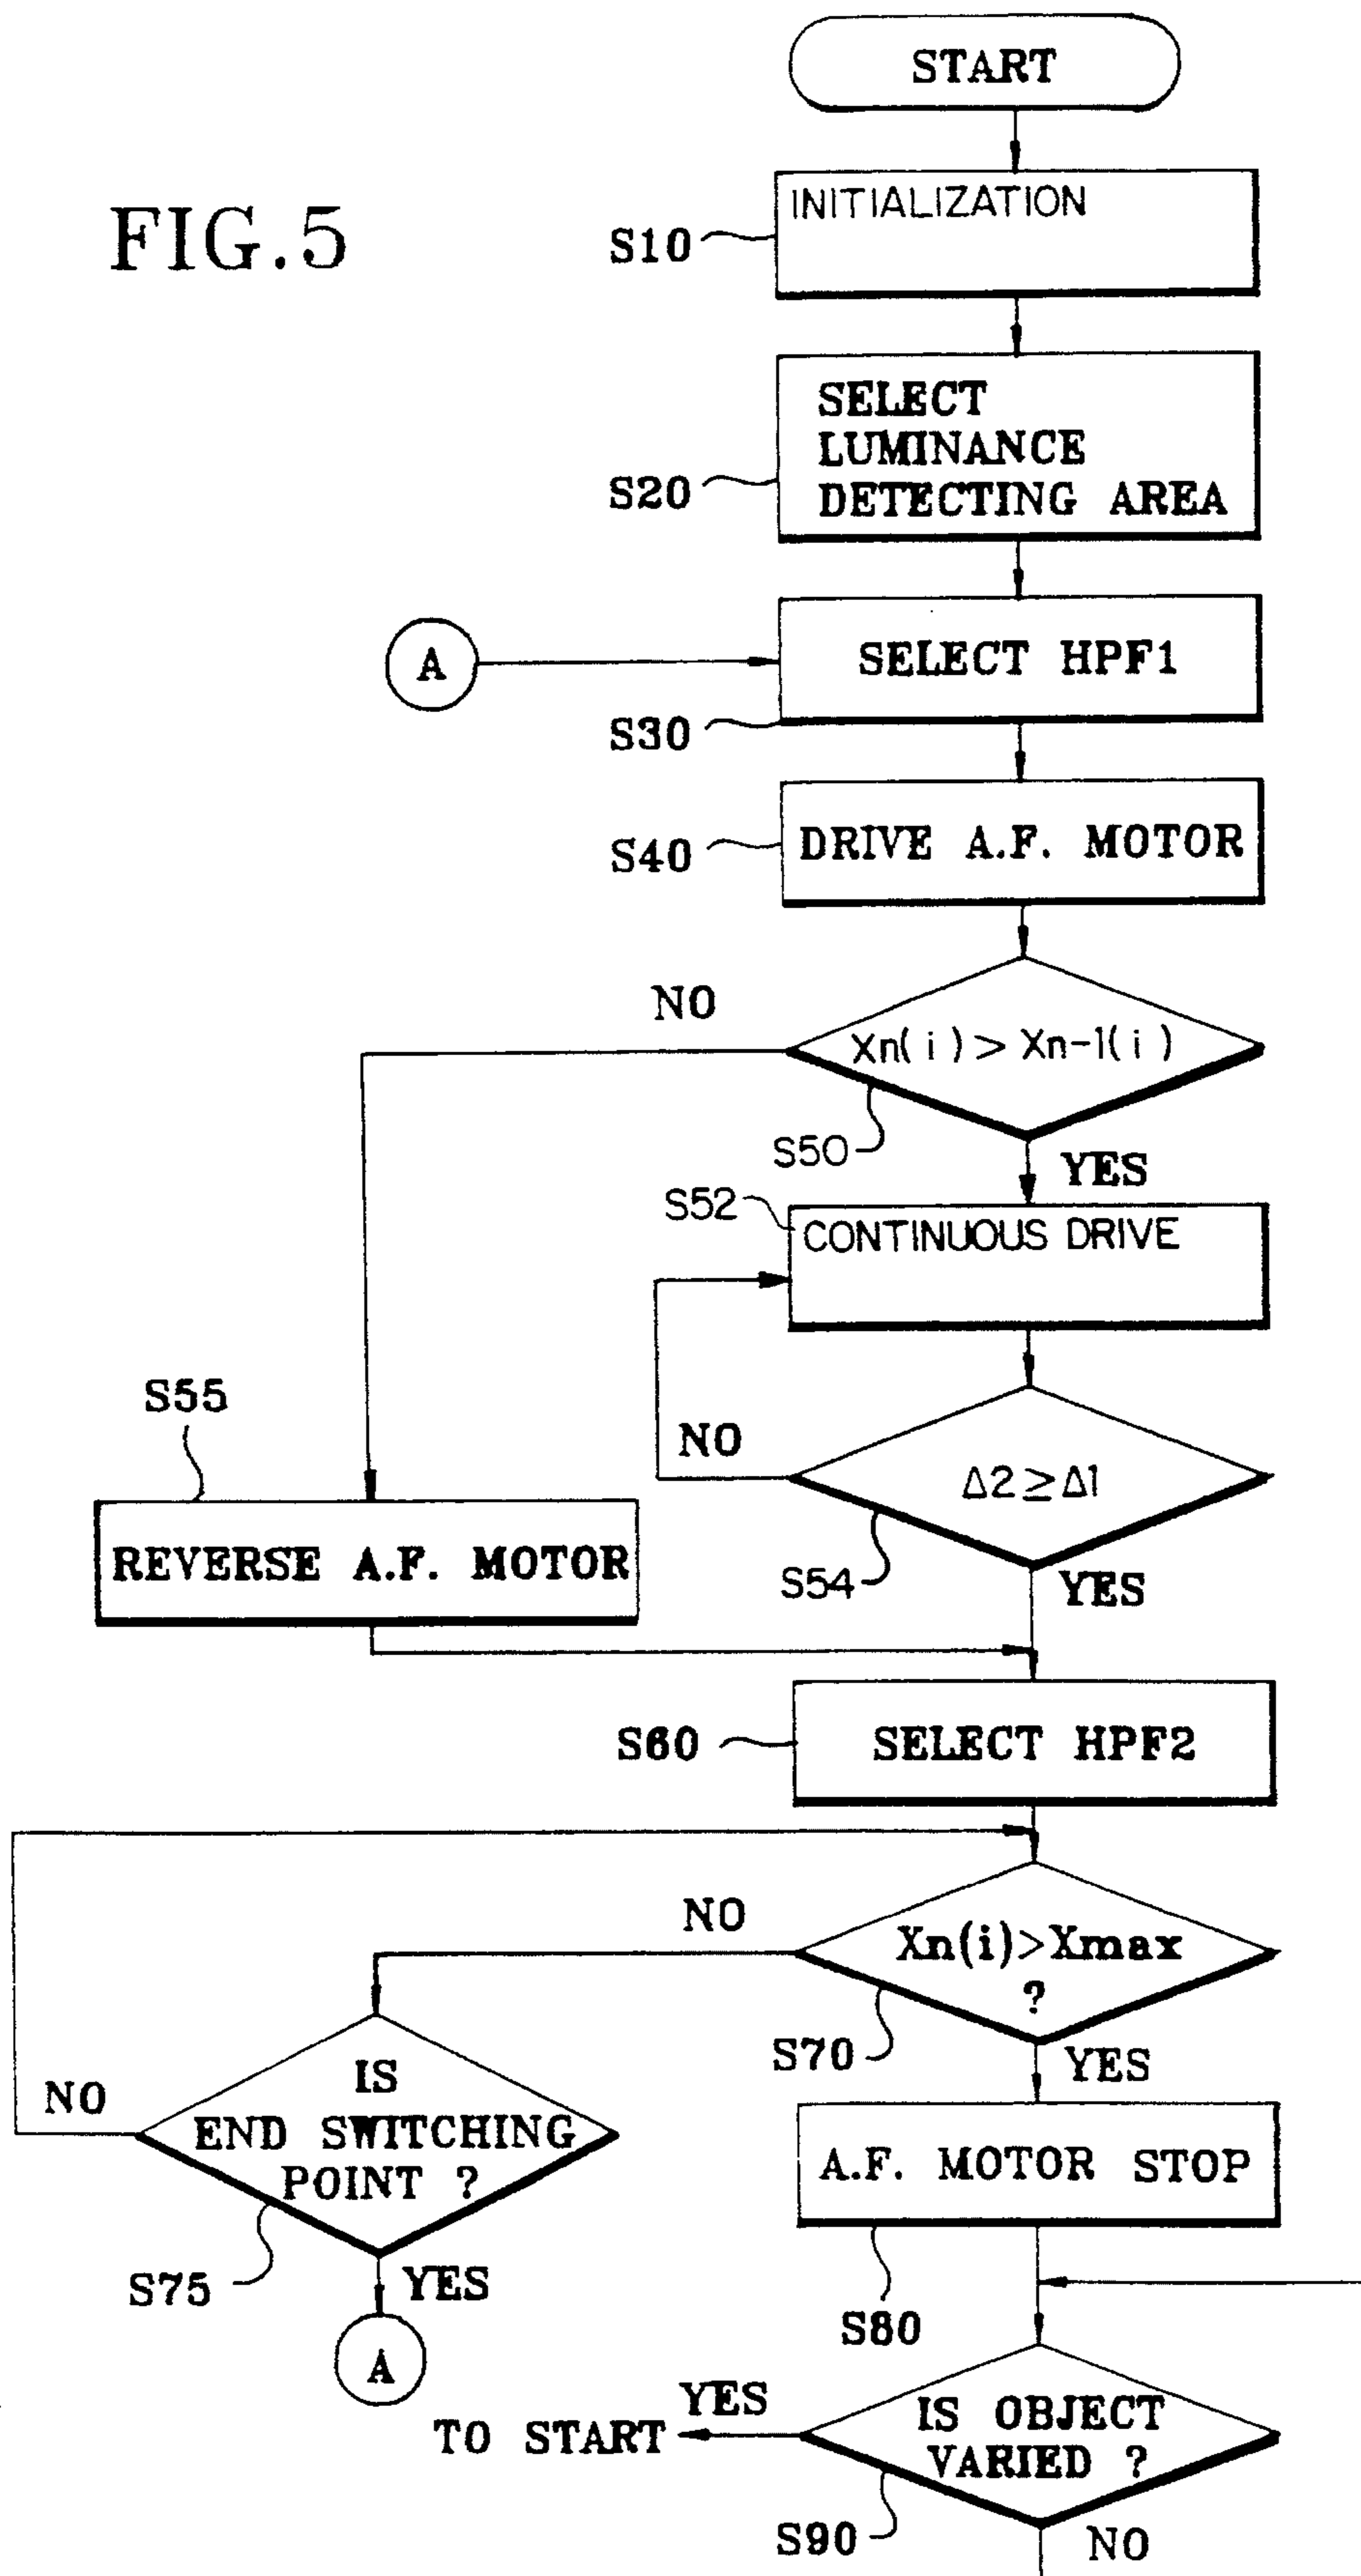 START
FIG.5
INITIALIZATION
S10
SELECT
LUMINANCE
DETECTING AREA
S20
A
SELECT HPF1
S30
DRIVE A.F. MOTOR
S40
NO
Xn(i) > Xn-1(i)
S50
YES
S52
CONTINUOUS DRIVE
S55
NO
Δ2≥Δ1
REVERSE A.F. MOTOR
S54
YES
S60
SELECT HPF2
NO
Xn(i)>Xmax
?
S70
YES
IS
END SWITCHING
POINT ?
NO
A.F. MOTOR STOP
S75
YES
S80
A
YES
TO START
IS OBJECT
VARIED ?
S90
NO